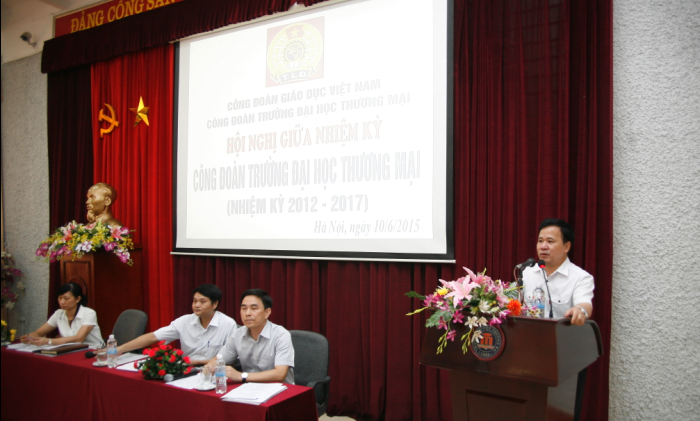 ĐẢNG CỘNG SẢN
CÔNG ĐOÀN GIÁO DỤC VIỆT NAM
CÔNG ĐOÀN TRƯỜNG ĐẠI HỌC THƯƠNG MẠI
HỘI NGHỊ GIỮA NHIỆM KỲ
CÔNG ĐOÀN TRƯỜNG ĐẠI HỌC THƯƠNG MẠI
(NHIỆM KỲ 2012 - 2017)
Hà Nội, ngày 10/6/2015